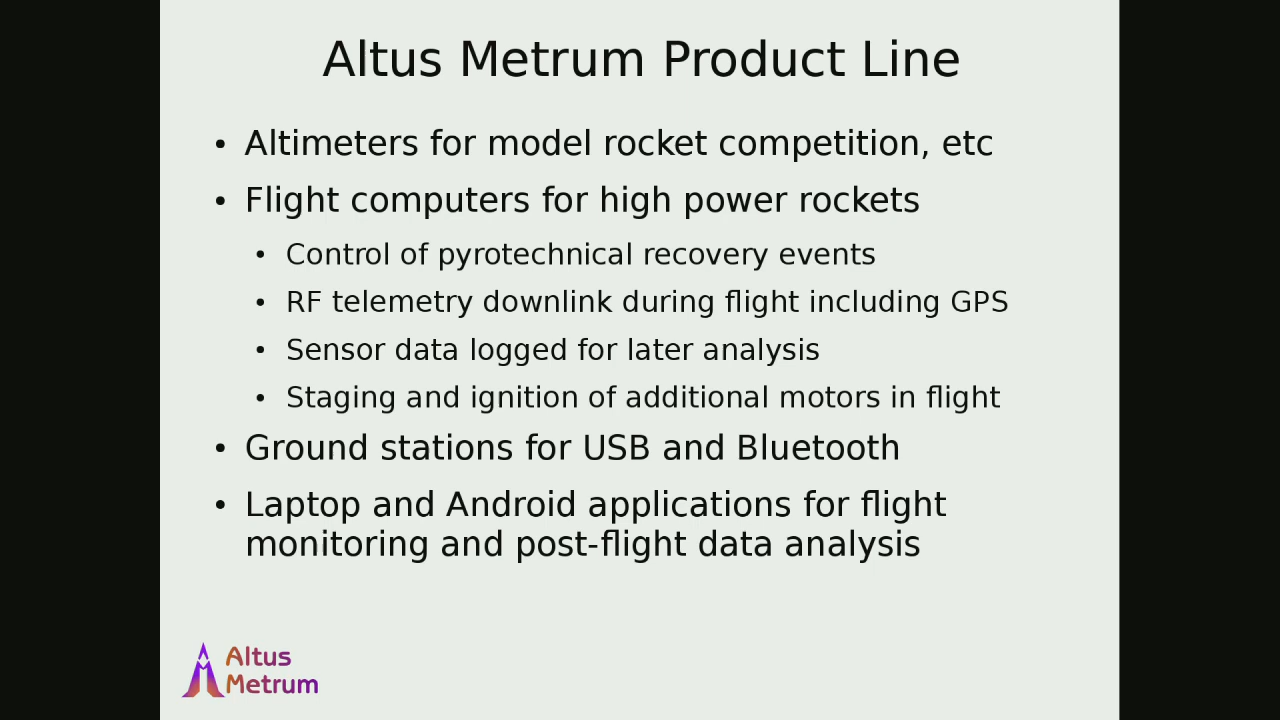 Altus Metrum Product Line
• Altimeters for model rocket competition, etc
• Flight computers for high power rockets
• Control of pyrotechnical recovery events
• RF telemetry downlink during flight including GPS
• Sensor data logged for later analysis
• Staging and ignition of additional motors in flight
• Ground stations for USB and Bluetooth
• Laptop and Android applications for flight
monitoring and post-flight data analysis
Altus
Metrum